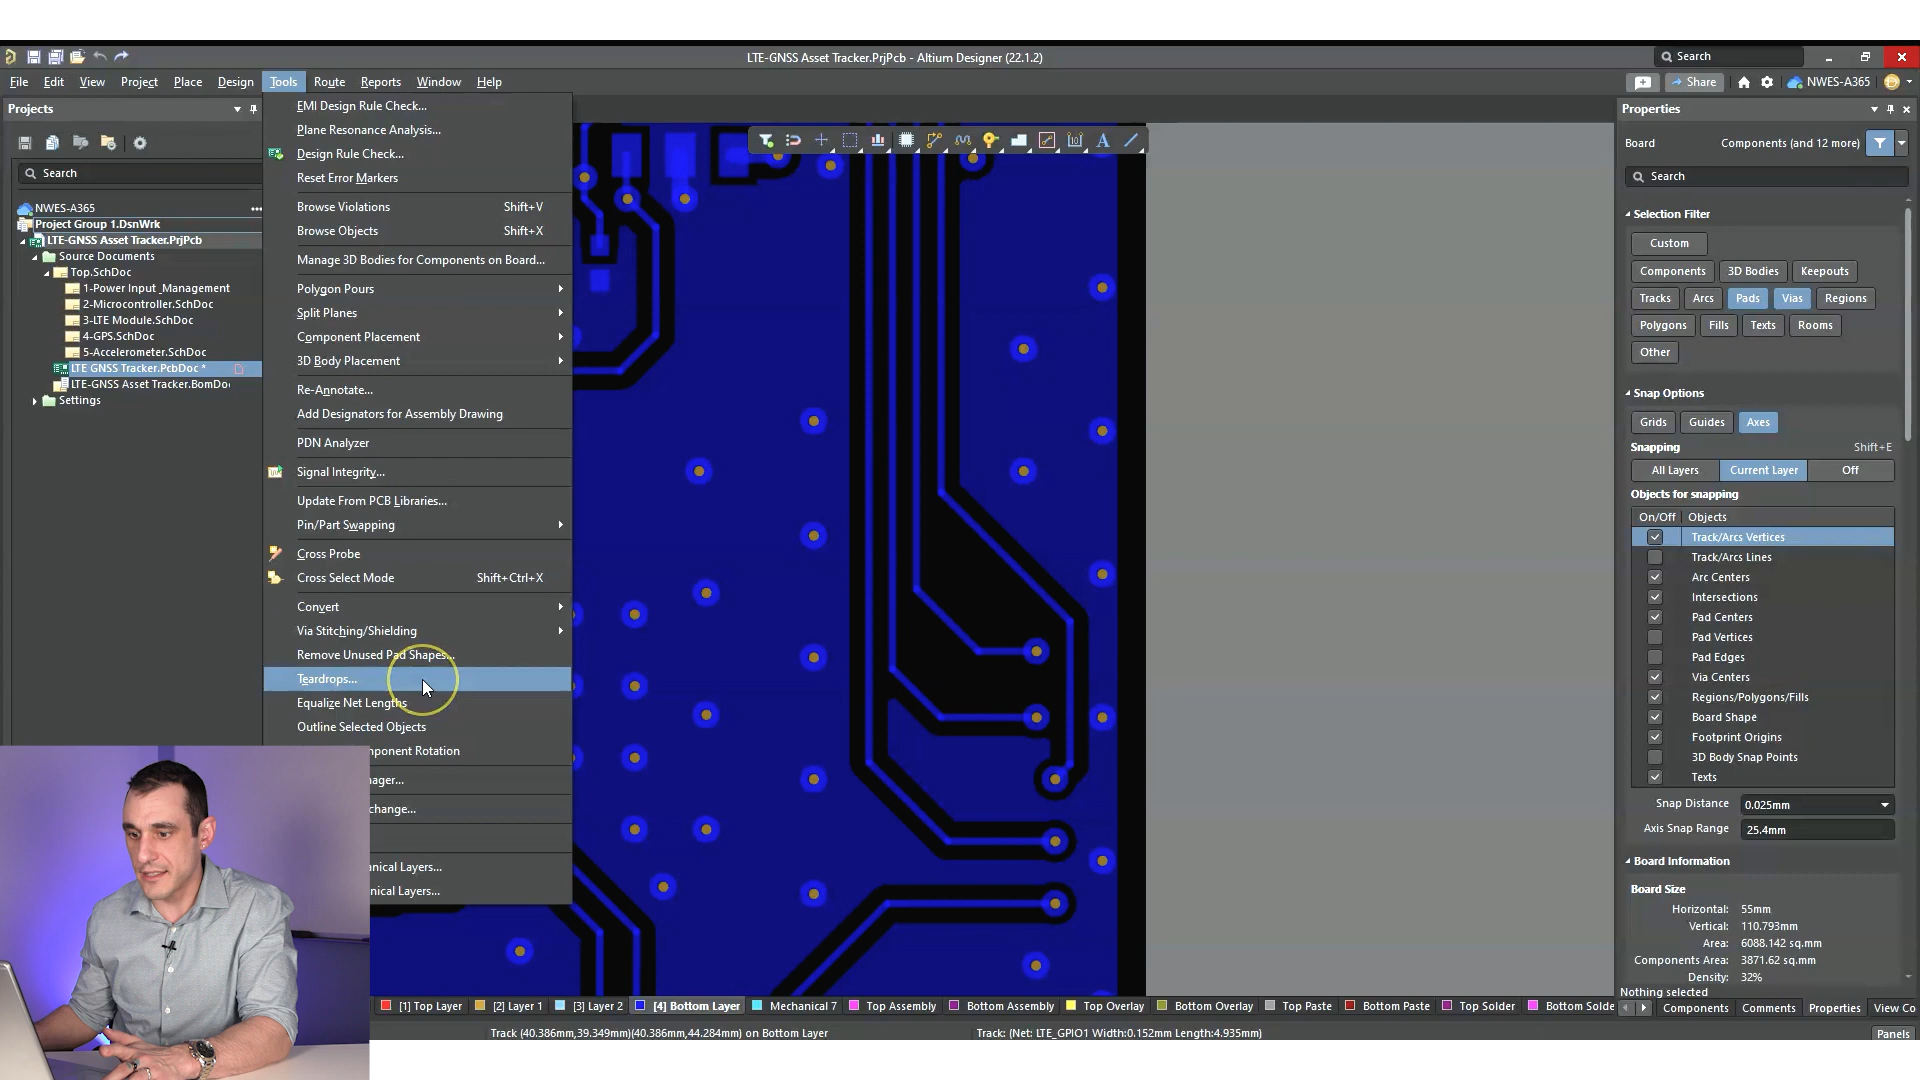 LTE-GNSS Asset Tracker.PrjPcb - Altium Designer (22.1.2)
Search
File Edit View Project Place Design Tools Route Reports Window Help
Share
NWES-A365
Projects
Search
NWES-A365
Project Group 1.DsnWrk
LTE-GNSS Asset Tracker.PrjPcb
Source Documents
Top.SchDoc
1-Power Input _Management
2-Microcontroller.SchDoc
3-LTE Module.SchDoc
4-GPS.SchDoc
5-Accelerometer.SchDoc
LTE GNSS Tracker.PcbDoc *
LTE-GNSS Asset Tracker.BomDo
Settings
EMI Design Rule Check...
Plane Resonance Analysis...
Design Rule Check...
Reset Error Markers
Browse Violations Shift+V
Browse Objects Shift+X
Manage 3D Bodies for Components on Board...
Polygon Pours
Split Planes
Component Placement
3D Body Placement
Re-Annotate...
Add Designators for Assembly Drawing
PDN Analyzer
Signal Integrity...
Update From PCB Libraries...
Pin/Part Swapping
Cross Probe
Cross Select Mode Shift+Ctrl+X
Convert
Via Stitching/Shielding
Remove Unused Pad Shapes...
Teardrops...
Equalize Net Lengths
Outline Selected Objects
mponent Rotation
nager...
change...
nical Layers...
nical Layers...
Properties
Board Components (and 12 more)
Search
Selection Filter
Custom
Components 3D Bodies Keepouts
Tracks Arcs Pads Vias Regions
Polygons Fills Texts Rooms
Other
Snap Options
Grids Guides Axes
Snapping Shift+E
All Layers Current Layer Off
Objects for snapping
On/Off Objects
Track/Arcs Vertices
Track/Arcs Lines
Arc Centers
Intersections
Pad Centers
Pad Vertices
Pad Edges
Via Centers
Regions/Polygons/Fills
Board Shape
Footprint Origins
3D Body Snap Points
Texts
Snap Distance 0.025mm
Axis Snap Range 25.4mm
Board Information
Board Size
Horizontal: 55mm
Vertical: 110.793mm
Area: 6088.142 sq.mm
Components Area: 3871.62 sq.mm
Density: 32%
Nothing selected
Components Comments Properties View Co
[1] Top Layer [2] Layer 1 [3] Layer 2 [4] Bottom Layer Mechanical 7 Top Assembly Bottom Assembly Top Overlay Bottom Overlay Top Paste Bottom Paste Top Solder Bottom Solde
Track (40.386mm,39.349mm)(40.386mm,44.284mm) on Bottom Layer
Track: (Net: LTE_GPIO1 Width:0.152mm Length:4.935mm)
Panels